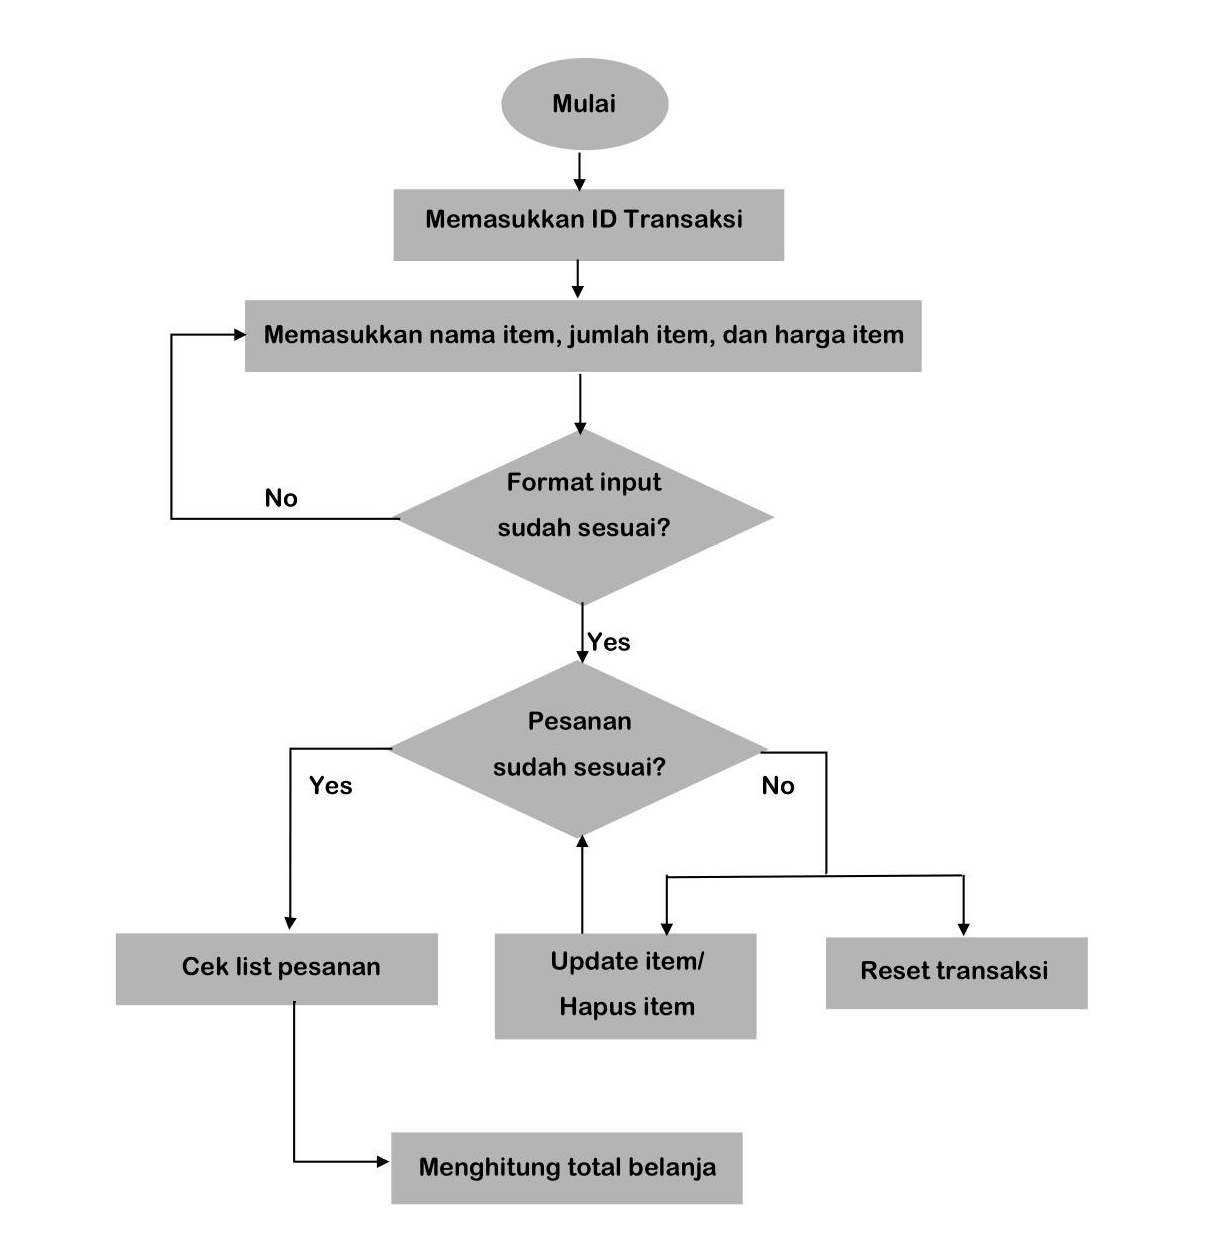 Mulai
Memasukkan ID Transaksi
Memasukkan nama item, jumlah item, dan harga item
Format input
sudah sesuai?
No
Yes
Pesanan
sudah sesuai?
Yes
No
Cek list pesanan
Update item/
Hapus item
Reset transaksi
Menghitung total belanja